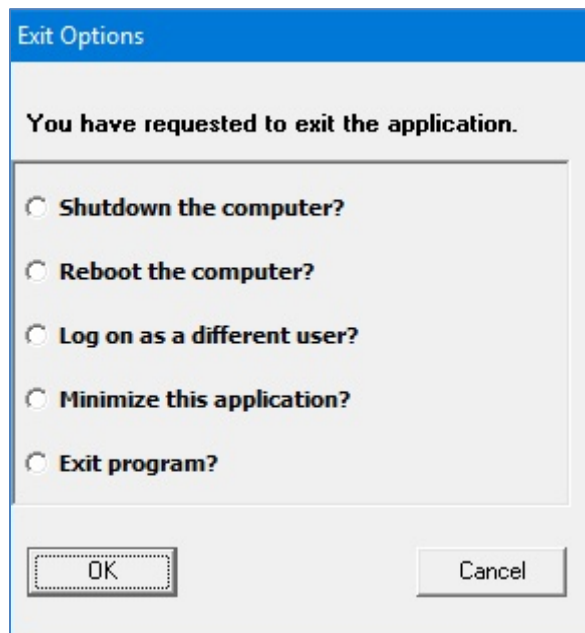 Exit Options
You have requested to exit the application.
Shutdown the computer?
Reboot the computer?
Log on as a different user?
Minimize this application?
Exit program?
OK
Cancel